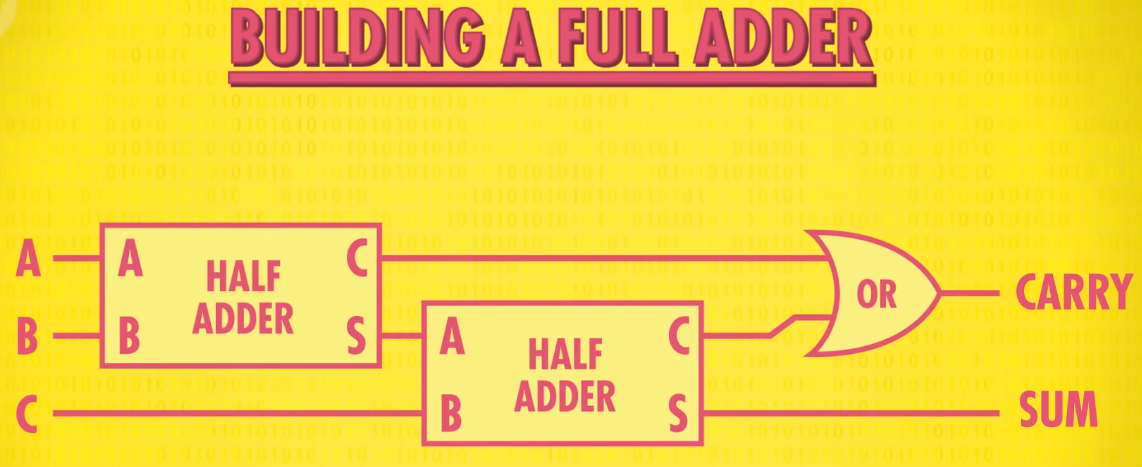 BUILDING A FULL ADDER
A
B
C
A
B
HALF
ADDER
C
S
A
B
HALF
ADDER
C
S
OR
CARRY
SUM